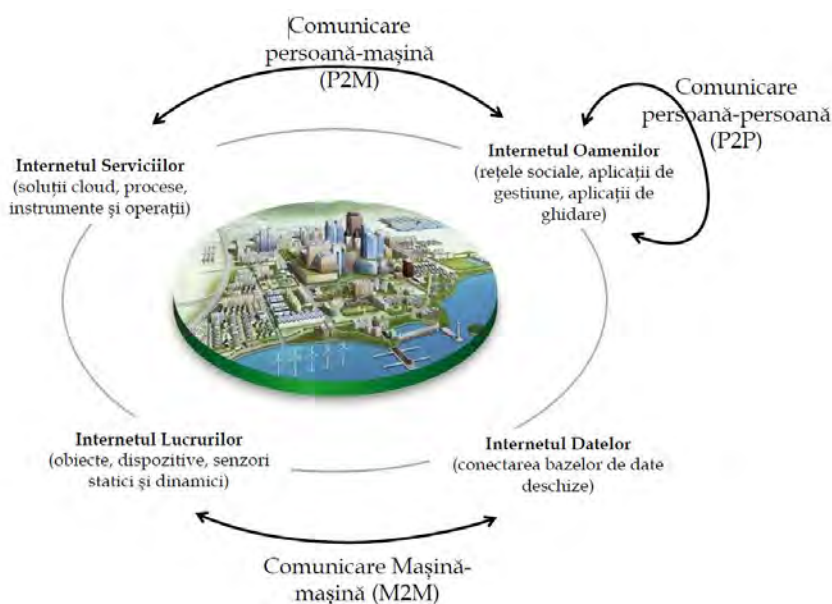 Comunicare
persoană-mașină
(P2M)
Comunicare
persoană-persoană
(P2P)
Internetul Serviciilor
(soluții cloud, procese,
instrumente și operații)
Internetul Oamenilor
(rețele sociale, aplicații de
gestiune, aplicații de
ghidare)
Internetul Lucrurilor
(obiecte, dispozitive, senzori
statici și dinamici)
Internetul Datelor
(conectarea bazelor de date
deschize)
Comunicare Mașină-
mașină (M2M)